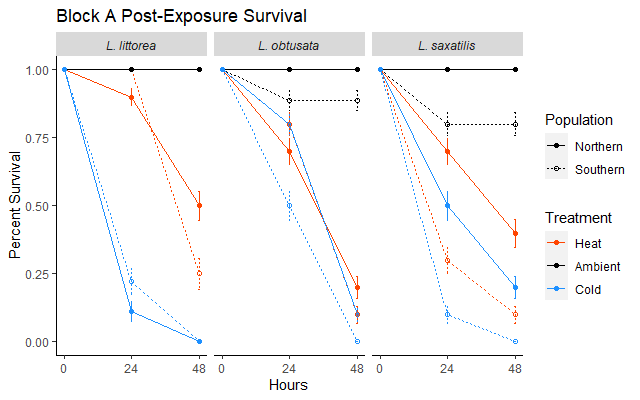 Block A Post-Exposure Survival
L. littorea
L. obtusata
L. saxatilis
Percent Survival
1.00
0.75
0.50
0.25
0.00
0 24 48
0 24 48
0 24 48
Hours
Population
Northern
Southern
Treatment
Heat
Ambient
Cold